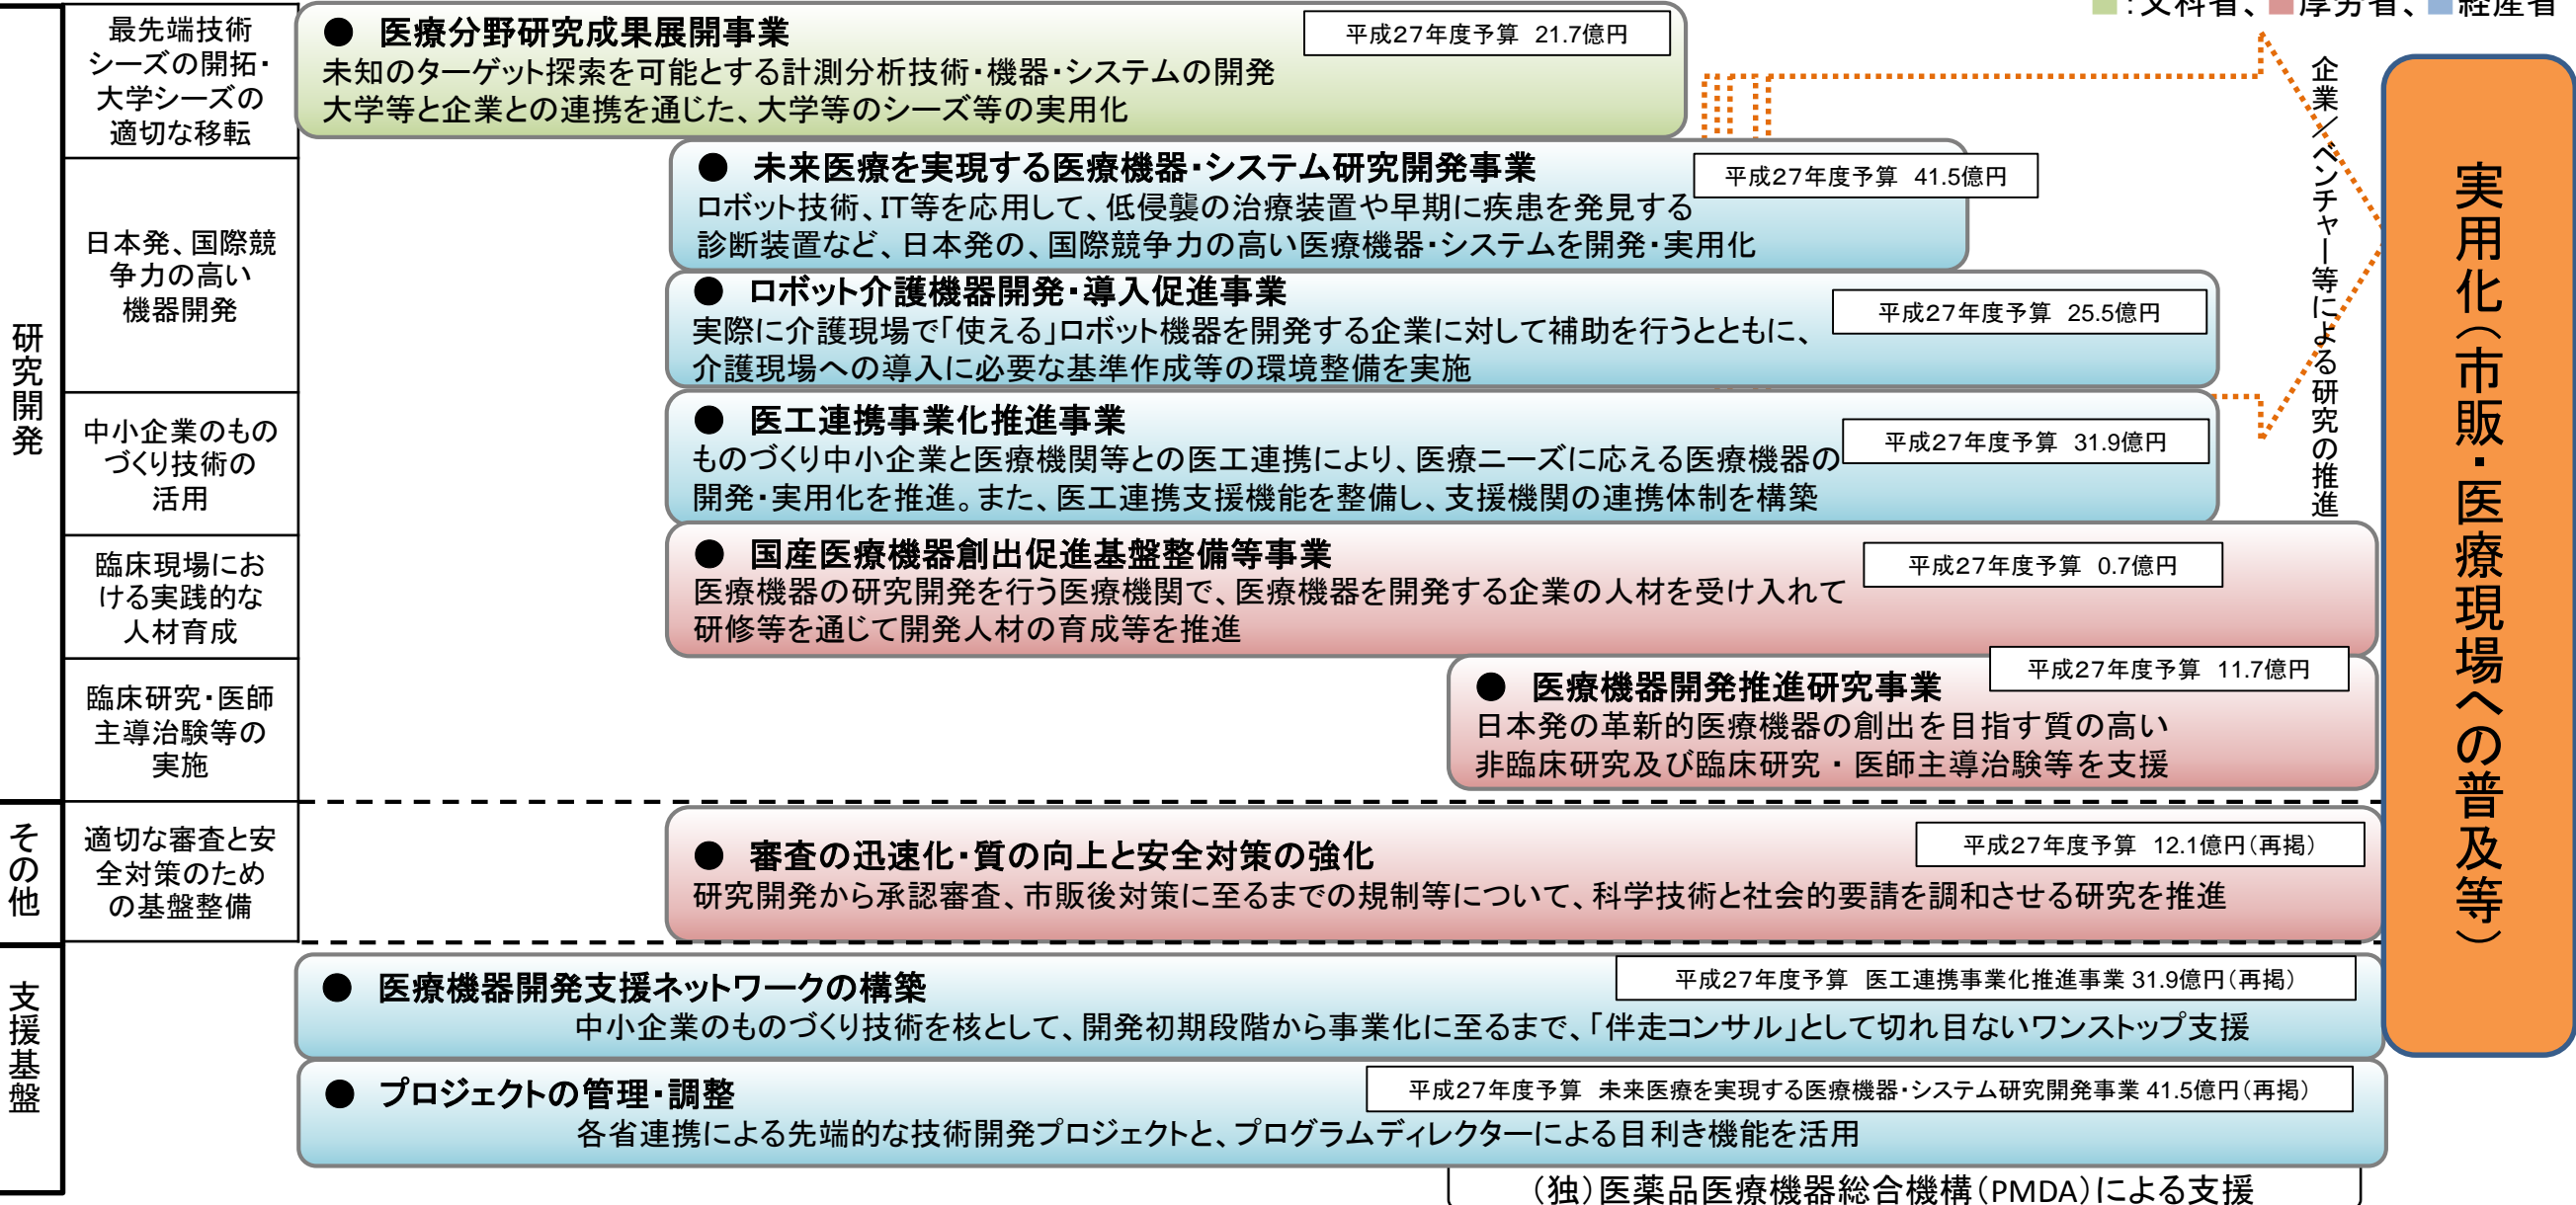 ■:文科省、■厚労省、■経産省
研究開発
最先端技術
シーズの開拓・
大学シーズの
適切な移転
● 医療分野研究成果展開事業
平成27年度予算 21.7億円
未知のターゲット探索を可能とする計測分析技術・機器・システムの開発
大学等と企業との連携を通じた、大学等のシーズ等の実用化
日本発、国際競
争力の高い
機器開発
● 未来医療を実現する医療機器・システム研究開発事業
平成27年度予算 41.5億円
ロボット技術、IT等を応用して、低侵襲の治療装置や早期に疾患を発見する
診断装置など、日本発の、国際競争力の高い医療機器・システムを開発・実用化
● ロボット介護機器開発・導入促進事業
平成27年度予算 25.5億円
実際に介護現場で「使える」ロボット機器を開発する企業に対して補助を行うとともに、
介護現場への導入に必要な基準作成等の環境整備を実施
中小企業のもの
づくり技術の
活用
● 医工連携事業化推進事業
平成27年度予算 31.9億円
ものづくり中小企業と医療機関等との医工連携により、医療ニーズに応える医療機器の
開発・実用化を推進。また、医工連携支援機能を整備し、支援機関の連携体制を構築
臨床現場にお
ける実践的な
人材育成
● 国産医療機器創出促進基盤整備等事業
平成27年度予算 0.7億円
医療機器の研究開発を行う医療機関で、医療機器を開発する企業の人材を受け入れて
研修等を通じて開発人材の育成等を推進
臨床研究・医師
主導治験等の
実施
● 医療機器開発推進研究事業
平成27年度予算 11.7億円
日本発の革新的医療機器の創出を目指す質の高い
非臨床研究及び臨床研究・医師主導治験等を支援
企業/ベンチャー等による研究の推進
実用化(市販・医療現場への普及等)
その他
適切な審査と安
全対策のため
の基盤整備
● 審査の迅速化・質の向上と安全対策の強化
平成27年度予算 12.1億円(再掲)
研究開発から承認審査、市販後対策に至るまでの規制等について、科学技術と社会的要請を調和させる研究を推進
支援基盤
● 医療機器開発支援ネットワークの構築
平成27年度予算 医工連携事業化推進事業 31.9億円(再掲)
中小企業のものづくり技術を核として、開発初期段階から事業化に至るまで、「伴走コンサル」として切れ目ないワンストップ支援
● プロジェクトの管理・調整
平成27年度予算 未来医療を実現する医療機器・システム研究開発事業 41.5億円(再掲)
各省連携による先端的な技術開発プロジェクトと、プログラムディレクターによる目利き機能を活用
(独)医薬品医療機器総合機構(PMDA)による支援